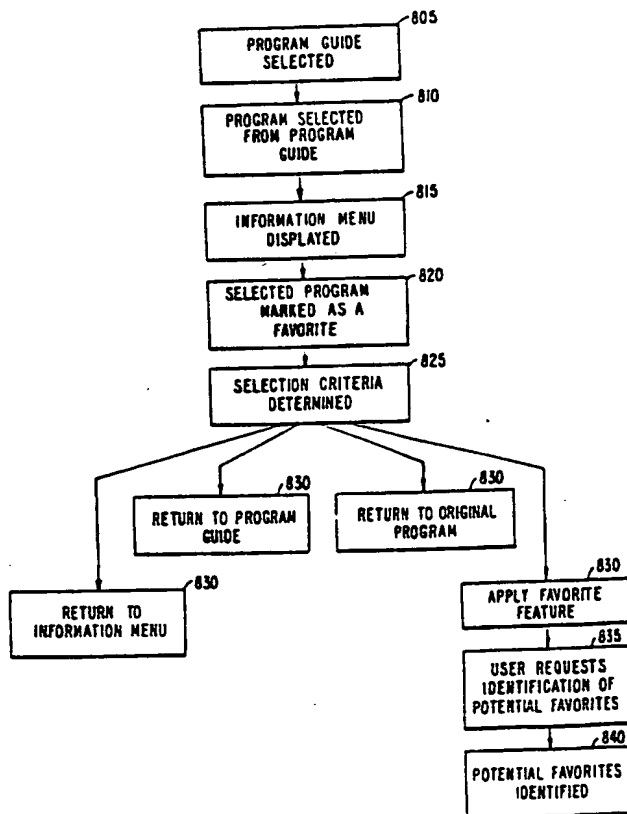 805
PROGRAM GUIDE
SELECTED
810
PROGRAM SELECTED
FROM PROGRAM
GUIDE
815
INFORMATION MENU
DISPLAYED
820
SELECTED PROGRAM
MARKED AS A
FAVORITE
825
SELECTION CRITERIA
DETERMINED
830
RETURN TO
INFORMATION MENU
830
RETURN TO PROGRAM
GUIDE
830
RETURN TO ORIGINAL
PROGRAM
830
APPLY FAVORITE
FEATURE
835
USER REQUESTS
IDENTIFICATION OF
POTENTIAL FAVORITES
840
POTENTIAL FAVORITES
IDENTIFIED